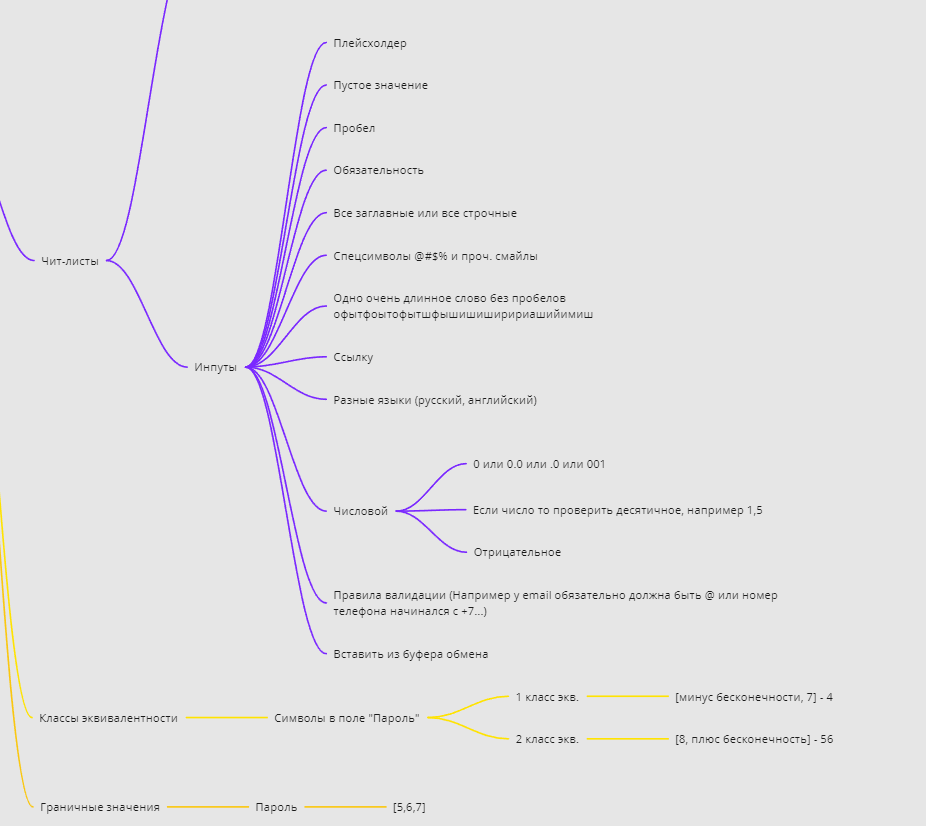 Плейсхолдер
Пустое значение
Пробел
Обязательность
Все заглавные или все строчные
Чит-листы
Спецсимволы @#$% и проч. смайлы
Одно очень длинное слово без пробелов
офытфоытофытшфышишиширириашийимиш
Ссылку
Инпуты
Разные языки (русский, английский)
0 или 0.0 или .0 или 001
Числовой
Если число то проверить десятичное, например 1,5
Отрицательное
Правила валидации (Например у email обязательно должна быть @ или номер
телефона начинался с +7...)
Вставить из буфера обмена
Классы эквивалентности
Символы в поле "Пароль"
1 класс экв.
[минус бесконечности, 7] - 4
2 класс экв.
[8, плюс бесконечность] - 56
Граничные значения
Пароль
[5,6,7]